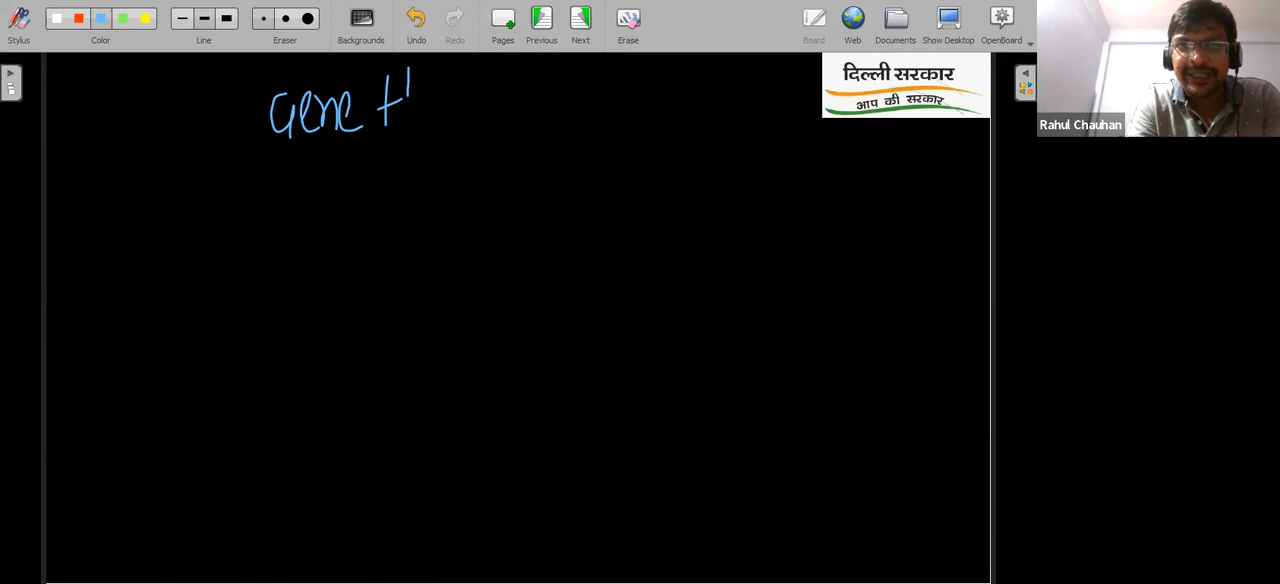 Stylus
Color
Line
Eraser
Backgrounds
Undo
Redo
Pages
Previous
Next
Erase
Board
Web
Documents
Show Desktop
OpenBoard
Gene
दिल्ली सरकार
आप की सरकार
Rahul Chauhan